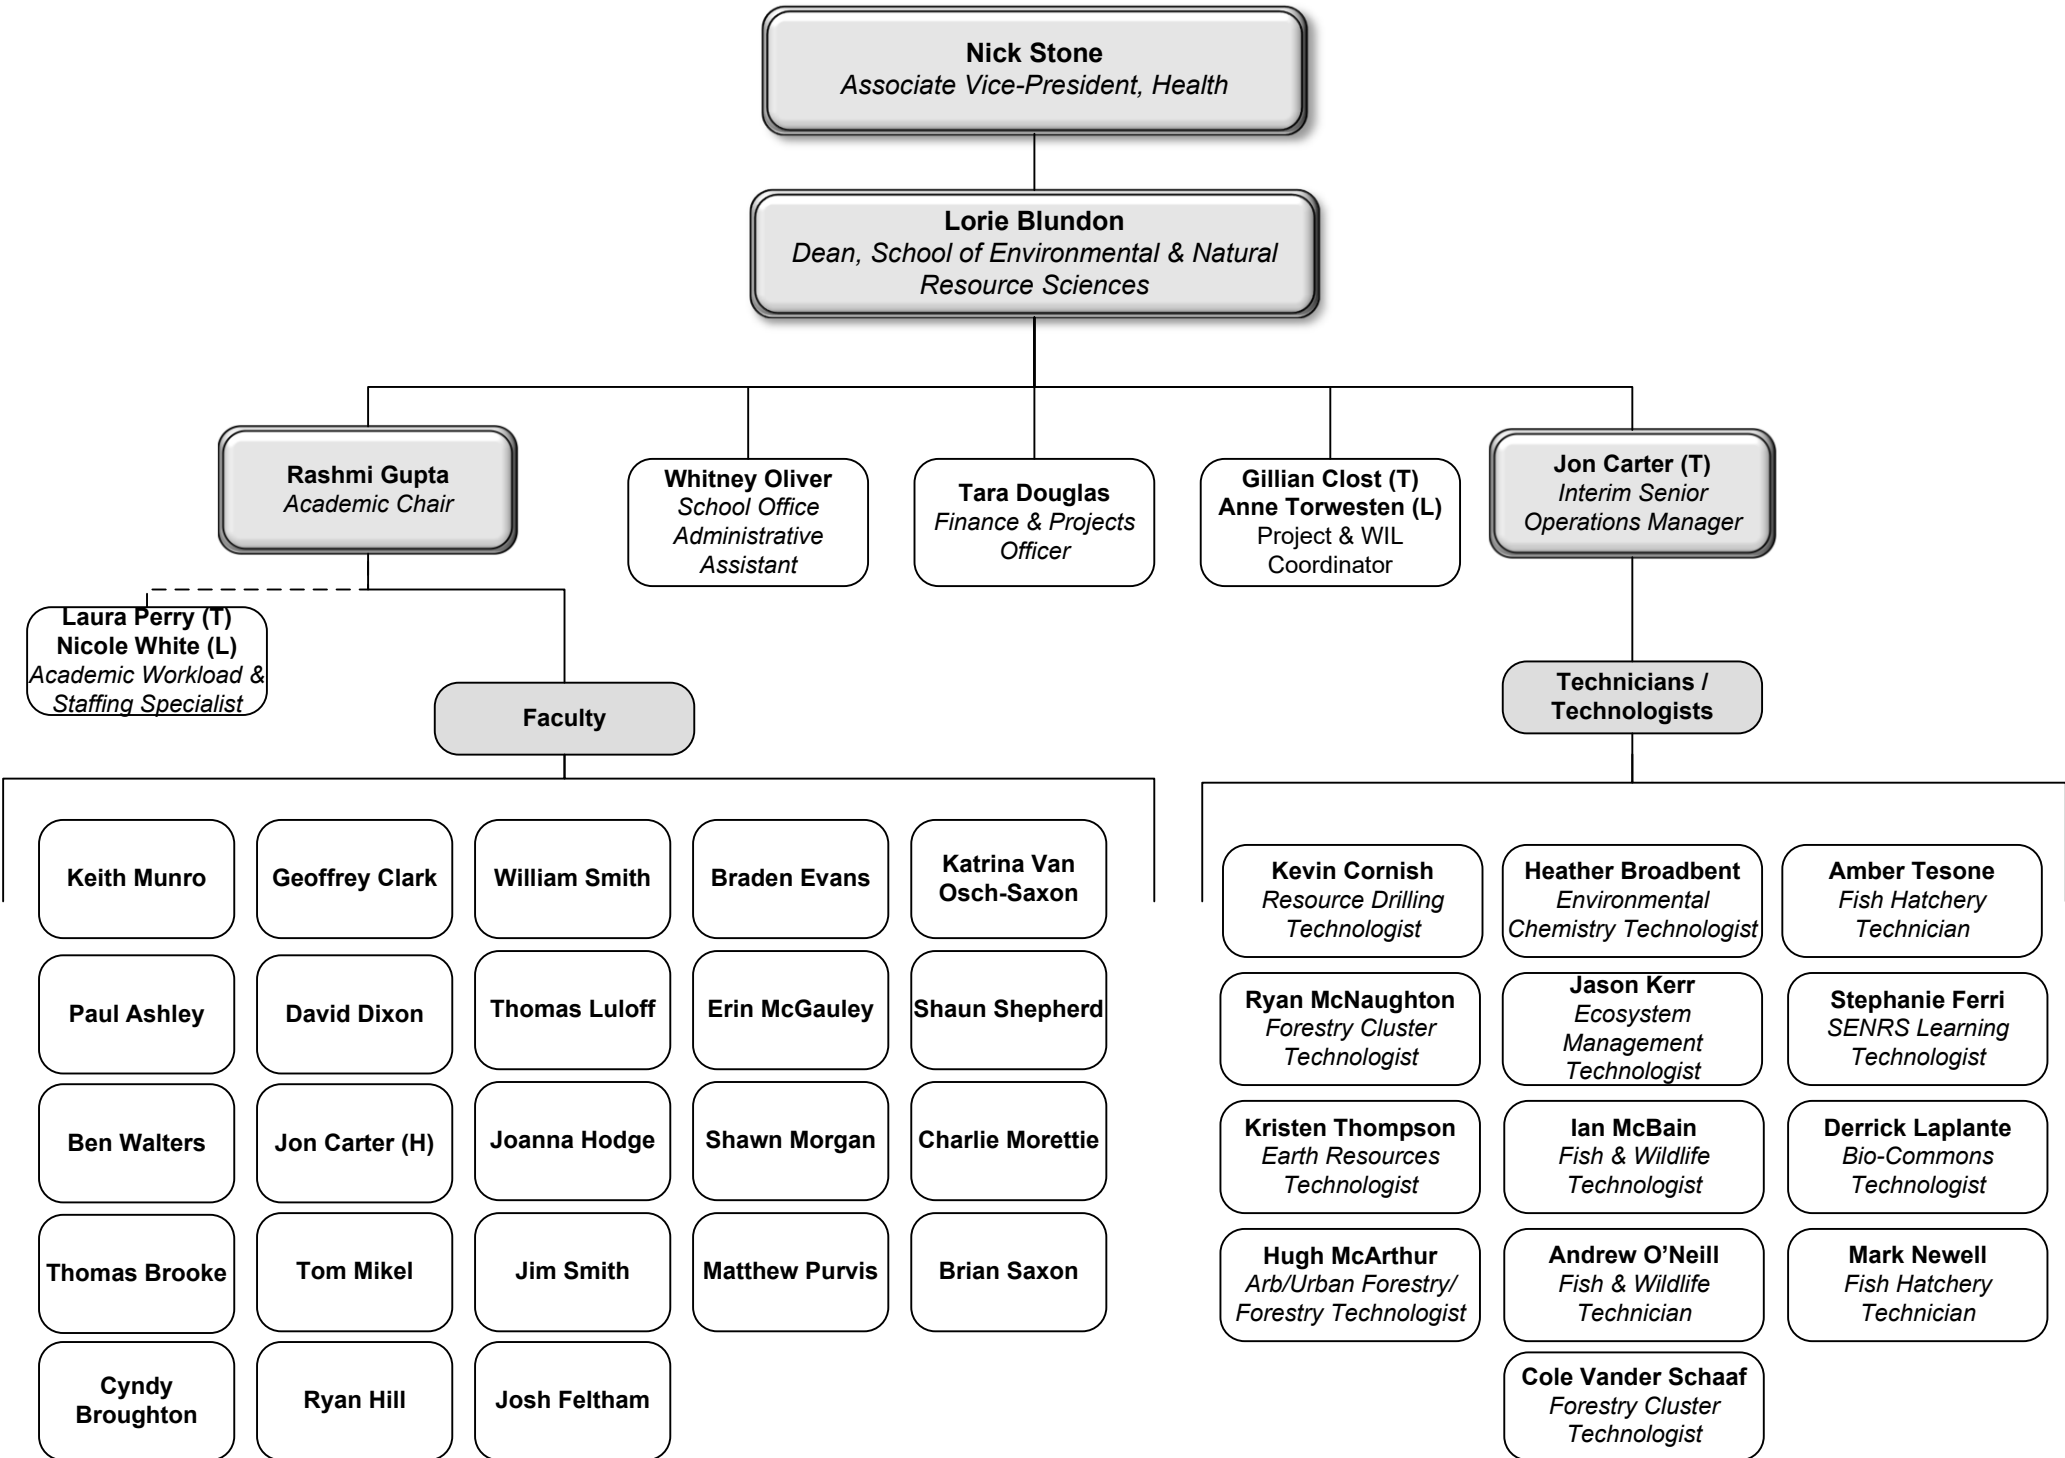 Nick Stone
Associate Vice-President, Health
Lorie Blundon
Dean, School of Environmental & Natural
Resource Sciences
Rashmi Gupta
Academic Chair
Whitney Oliver
School Office
Administrative
Assistant
Tara Douglas
Finance & Projects
Officer
Gillian Clost (T)
Anne Torwesten (L)
Project & WIL
Coordinator
Jon Carter (T)
Interim Senior
Operations Manager
Laura Perry (T)
Nicole White (L)
Academic Workload &
Staffing Specialist
Faculty
Technicians /
Technologists
Keith Munro
Geoffrey Clark
William Smith
Braden Evans
Katrina Van
Osch-Saxon
Paul Ashley
David Dixon
Thomas Luloff
Erin McGauley
Shaun Shepherd
Ben Walters
Jon Carter (H)
Joanna Hodge
Shawn Morgan
Charlie Morettie
Thomas Brooke
Tom Mikel
Jim Smith
Matthew Purvis
Brian Saxon
Cyndy
Broughton
Ryan Hill
Josh Feltham
Kevin Cornish
Resource Drilling
Technologist
Heather Broadbent
Environmental
Chemistry Technologist
Amber Tesone
Fish Hatchery
Technician
Ryan McNaughton
Forestry Cluster
Technologist
Jason Kerr
Ecosystem
Management
Technologist
Stephanie Ferri
SENRS Learning
Technologist
Kristen Thompson
Earth Resources
Technologist
Ian McBain
Fish & Wildlife
Technologist
Derrick Laplante
Bio-Commons
Technologist
Hugh McArthur
Arb/Urban Forestry/
Forestry Technologist
Andrew O’Neill
Fish & Wildlife
Technician
Mark Newell
Fish Hatchery
Technician
Cole Vander Schaaf
Forestry Cluster
Technologist